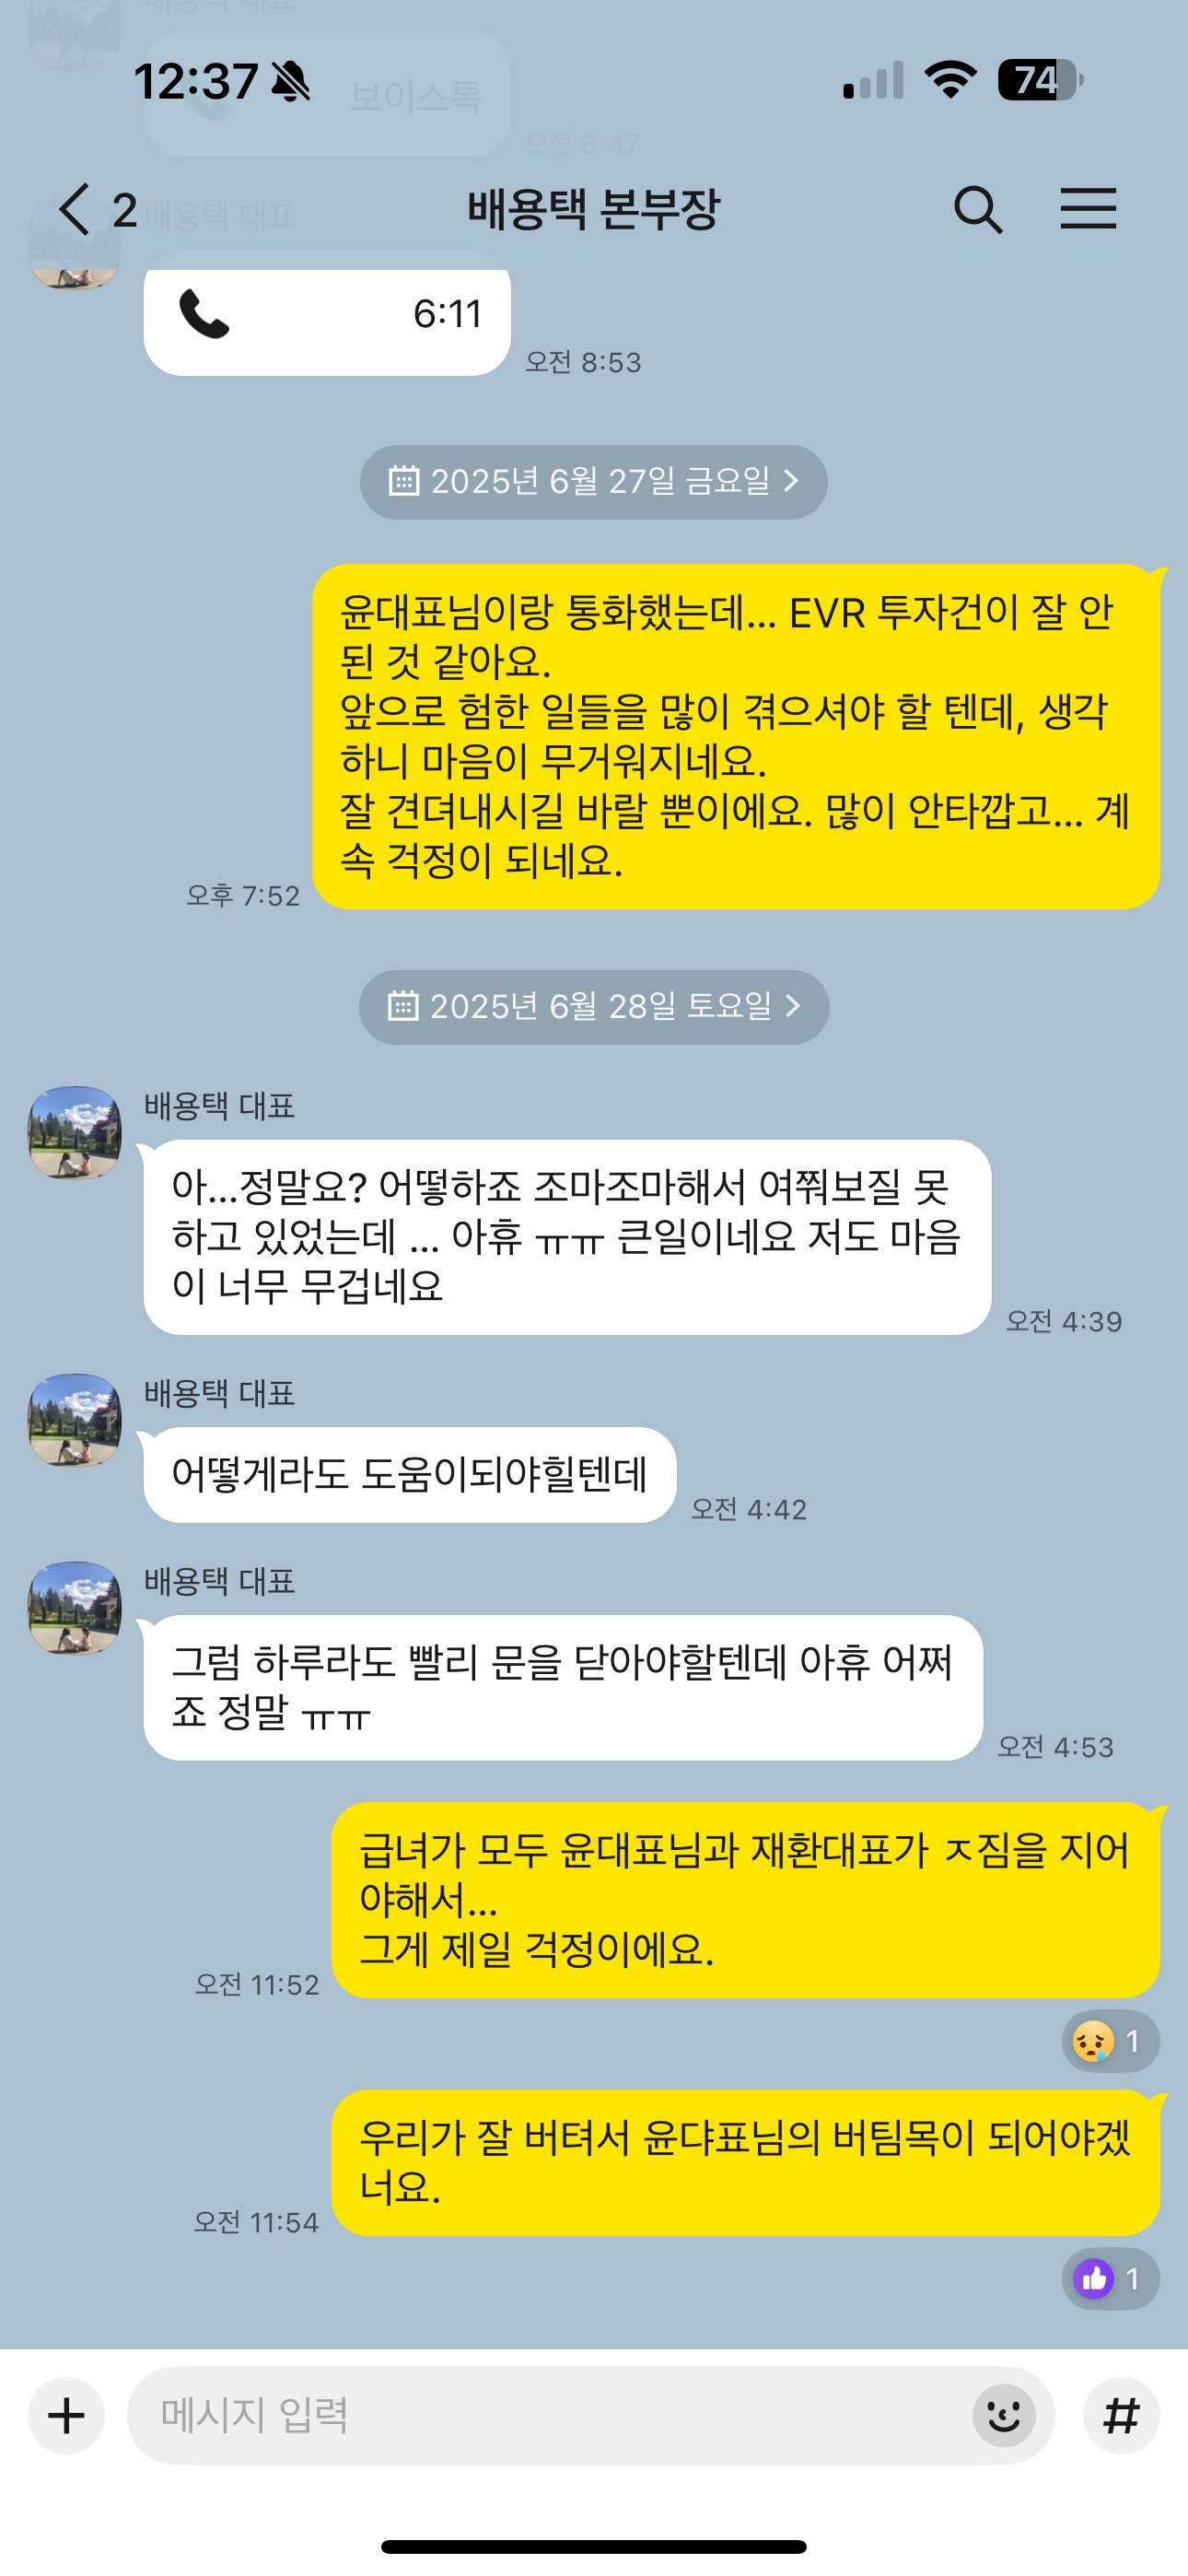 배용택 대표
12:37
74
보이스톡
오전 8:47
2
배용택 대표
배용택 본부장
6:11
오전 8:53
2025년 6월 27일 금요일
윤대표님이랑 통화했는데... EVR 투자건이 잘 안
된 것 같아요.
앞으로 험한 일들을 많이 겪으셔야 할 텐데, 생각
하니 마음이 무거워지네요.
잘 견뎌내시길 바랄 뿐이에요. 많이 안타깝고... 계
속 걱정이 되네요.
오후 7:52
2025년 6월 28일 토요일
배용택 대표
아...정말요? 어떻하죠 조마조마해서 여쭤보질 못
하고 있었는데 ... 아휴 ㅠㅠ 큰일이네요 저도 마음
이 너무 무겁네요
오전 4:39
배용택 대표
어떻게라도 도움이되야힐텐데
오전 4:42
배용택 대표
그럼 하루라도 빨리 문을 닫아야할텐데 아휴 어쩌
죠 정말 ㅠㅠ
오전 4:53
급녀가 모두 윤대표님과 재환대표가 ㅈ짐을 지어
야해서...
그게 제일 걱정이에요.
오전 11:52
1
우리가 잘 버텨서 윤댜표님의 버팀목이 되어야겠
너요.
오전 11:54
1
메시지 입력
#